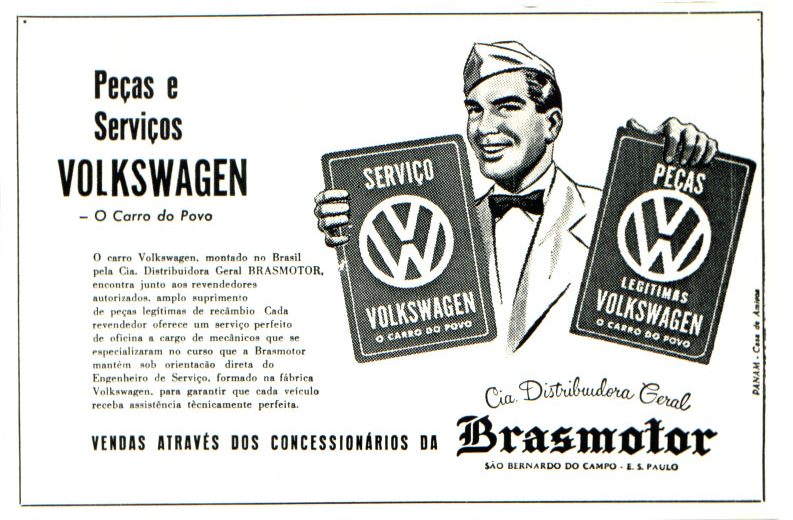 Peças e
Serviços
VOLKSWAGEN
– O Carro do Povo
O carro Volkswagen, montado no Brasil
pela Cia. Distribuidora Geral BRASMOTOR,
encontra junto aos revendedores
autorizados, amplo suprimento
de peças legítimas de recâmbio Cada
revendedor oferece um serviço perfeito
de oficina a cargo de mecânicos que se
especializaram no curso que a Brasmotor
mantém sob orientacão direta do
Engenheiro de Serviço, formado na fábrica
Volkswagen, para garantir que cada veículo
receba assistência tècnicamente perfeita.
SERVIÇO
VW
VOLKSWAGEN
O CARRO DO POVO
PEÇAS
VW
LEGÍTIMAS
VOLKSWAGEN
O CARRO DO POVO
PANAM - Casa de Amigos
VENDAS ATRAVÉS DOS CONCESSIONÁRIOS DA
Cia. Distribuidora Geral
Brasmotor
SÃO BERNARDO DO CAMPO - E. S. PAULO